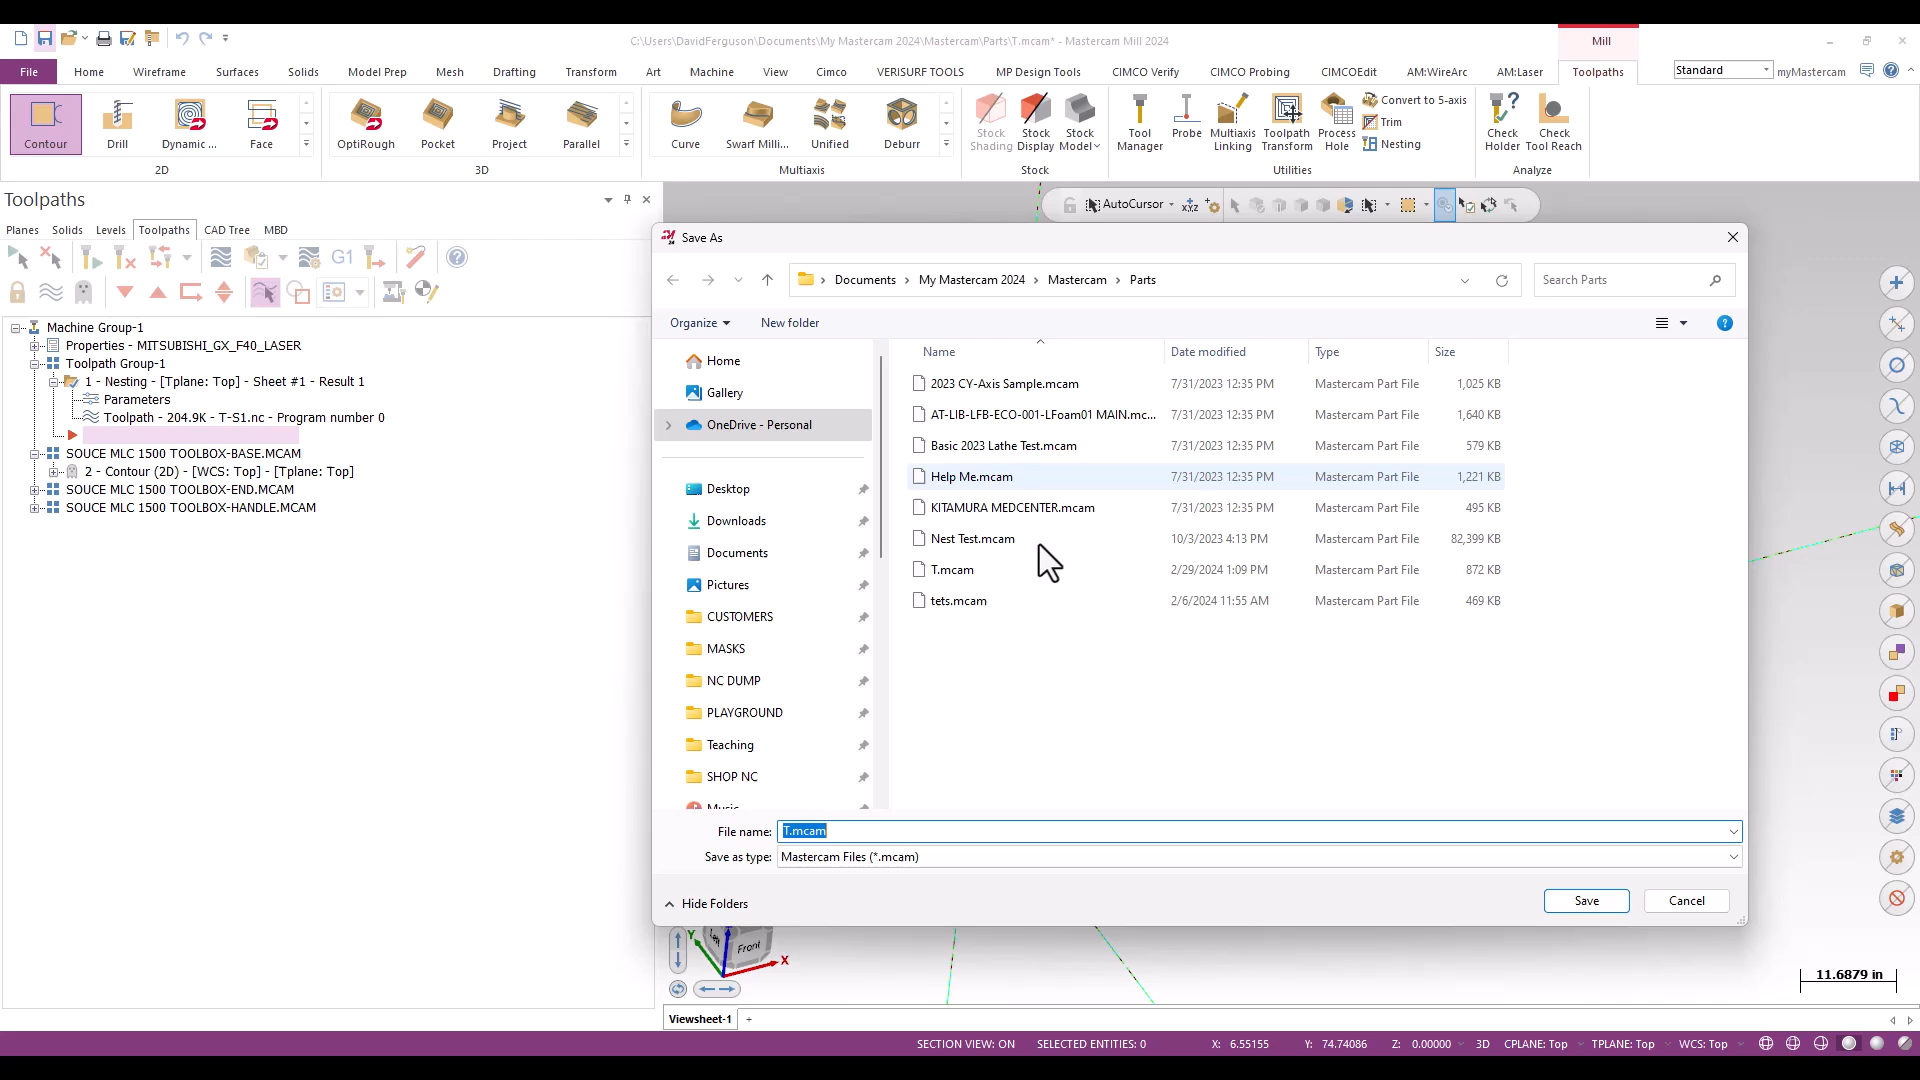 C:\Users\DavidFerguson\Documents\My Mastercam 2024\Mastercam\Parts\T.mcam* - Mastercam Mill 2024
Mill
File Home Wireframe Surfaces Solids Model Prep Mesh Drafting Transform Art Machine View Cimco VERISURF TOOLS MP Design Tools CIMCO Verify CIMCO Probing CIMCOEdit AM:WireArc AM:Laser Toolpaths Standard myMastercam
Contour Drill Dynamic ... Face OptiRough Pocket Project Parallel Curve Swarf Milli... Unified Deburr
Stock Shading
Stock Display
Stock Model
Tool Manager
Probe
Multiaxis Linking
Toolpath Transform
Process Hole
Convert to 5-axis
Trim
Nesting
Check Holder
Check Tool Reach
2D 3D Multiaxis Stock Utilities Analyze
Toolpaths
Planes Solids Levels Toolpaths CAD Tree MBD
G1
Machine Group-1
Properties - MITSUBISHI_GX_F40_LASER
Toolpath Group-1
1 - Nesting - [Tplane: Top] - Sheet #1 - Result 1
Parameters
Toolpath - 204.9K - T-S1.nc - Program number 0
SOUCE MLC 1500 TOOLBOX-BASE.MCAM
2 - Contour (2D) - [WCS: Top] - [Tplane: Top]
SOUCE MLC 1500 TOOLBOX-END.MCAM
SOUCE MLC 1500 TOOLBOX-HANDLE.MCAM
AutoCursor
Save As
Documents My Mastercam 2024 Mastercam Parts
Search Parts
Organize New folder
Home
Gallery
OneDrive - Personal
Desktop
Downloads
Documents
Pictures
CUSTOMERS
MASKS
NC DUMP
PLAYGROUND
Teaching
SHOP NC
Music
Name Date modified Type Size
2023 CY-Axis Sample.mcam 7/31/2023 12:35 PM Mastercam Part File 1,025 KB
AT-LIB-LFB-ECO-001-LFoam01 MAIN.mc... 7/31/2023 12:35 PM Mastercam Part File 1,640 KB
Basic 2023 Lathe Test.mcam 7/31/2023 12:35 PM Mastercam Part File 579 KB
Help Me.mcam 7/31/2023 12:35 PM Mastercam Part File 1,221 KB
KITAMURA MEDCENTER.mcam 7/31/2023 12:35 PM Mastercam Part File 495 KB
Nest Test.mcam 10/3/2023 4:13 PM Mastercam Part File 82,399 KB
T.mcam 2/29/2024 1:09 PM Mastercam Part File 872 KB
tets.mcam 2/6/2024 11:55 AM Mastercam Part File 469 KB
File name: T.mcam
Save as type: Mastercam Files (*.mcam)
Hide Folders
Save Cancel
Y Front X
11.6879 in
Viewsheet-1 +
SECTION VIEW: ON SELECTED ENTITIES: 0 X: 6.55155 Y: 74.74086 Z: 0.00000 3D CPLANE: Top TPLANE: Top WCS: Top